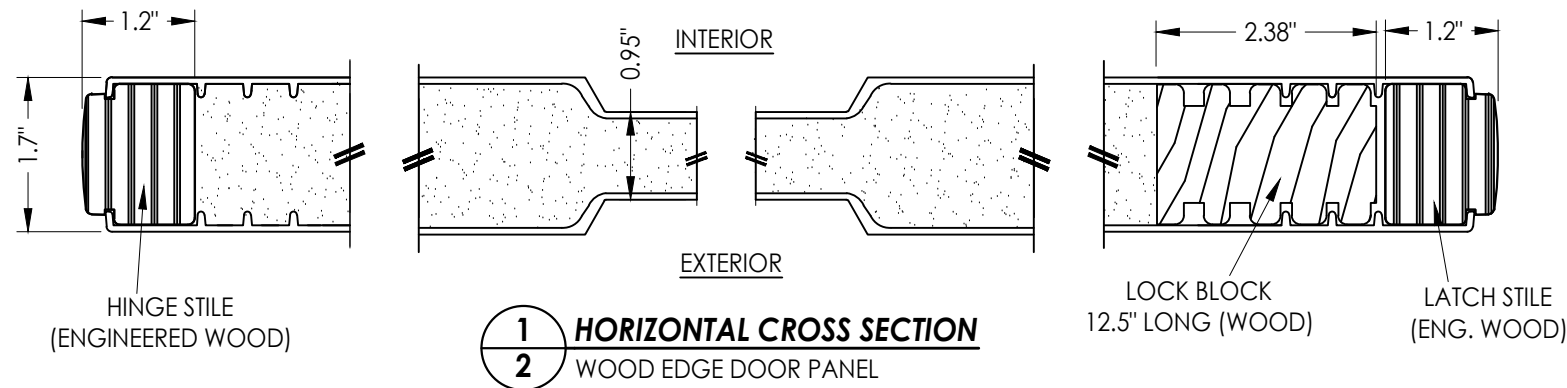 1.2"
INTERIOR
2.38"
1.2"
0.95"
1.7"
EXTERIOR
HINGE STILE
(ENGINEERED WOOD)
LOCK BLOCK
12.5" LONG (WOOD)
LATCH STILE
(ENG. WOOD)
1 HORIZONTAL CROSS SECTION
2 WOOD EDGE DOOR PANEL